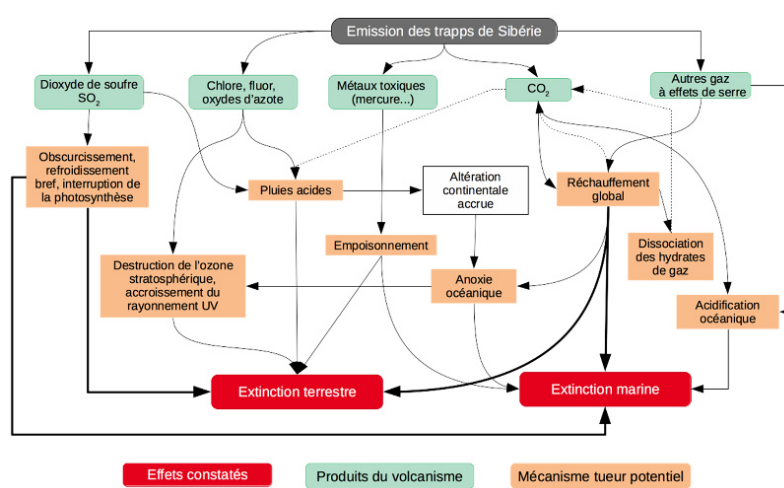 Emission des trapps de Sibérie
Dioxyde de soufre
SO₂
Chlore, fluor,
oxydes d'azote
Métaux toxiques
(mercure...)
CO₂
Autres gaz
à effets de serre
Obscurcissement,
refroidissement
bref, interruption de
la photosynthèse
Pluies acides
Altération
continentale
accrue
Réchauffement
global
Empoisonnement
Dissociation
des hydrates
de gaz
Destruction de l'ozone
stratosphérique,
accroissement du
rayonnement UV
Anoxie
océanique
Acidification
océanique
Extinction terrestre
Extinction marine
Effets constatés
Produits du volcanisme
Mécanisme tueur potentiel